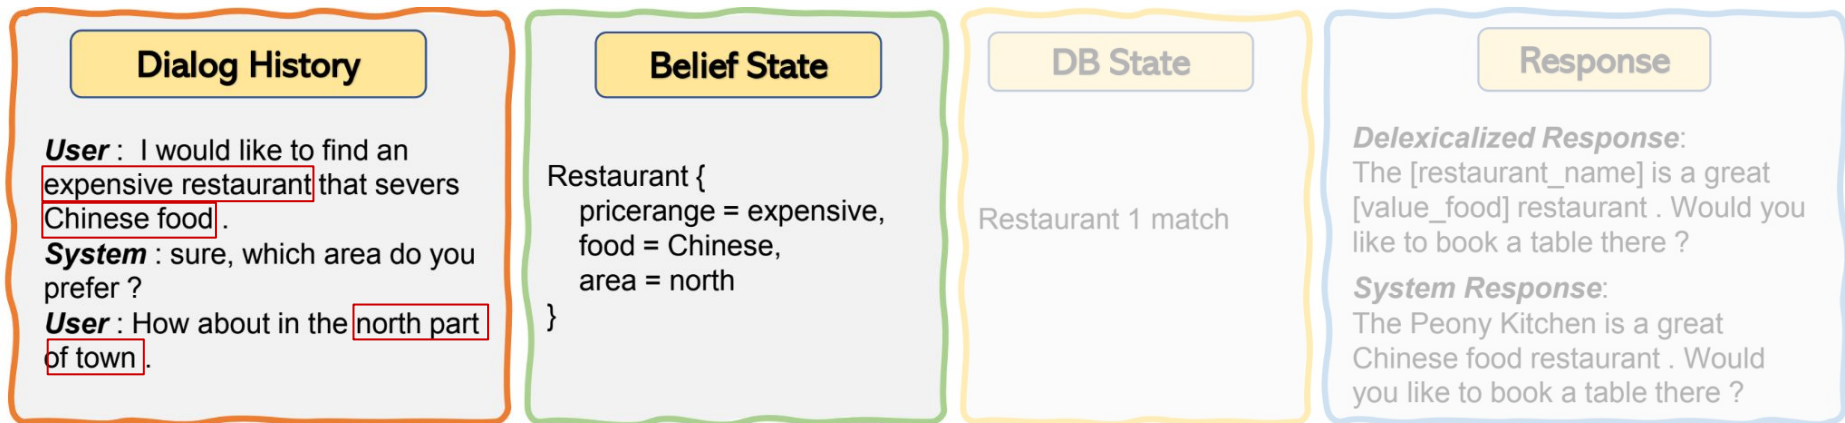 Dialog History
User : I would like to find an
expensive restaurant that severs
Chinese food .
System : sure, which area do you
prefer ?
User : How about in the north part
of town .
Belief State
Restaurant {
pricerange = expensive,
food = Chinese,
area = north
}
DB State
Restaurant 1 match
Response
Delexicalized Response:
The [restaurant_name] is a great
[value_food] restaurant . Would you
like to book a table there ?
System Response:
The Peony Kitchen is a great
Chinese food restaurant . Would
you like to book a table there ?